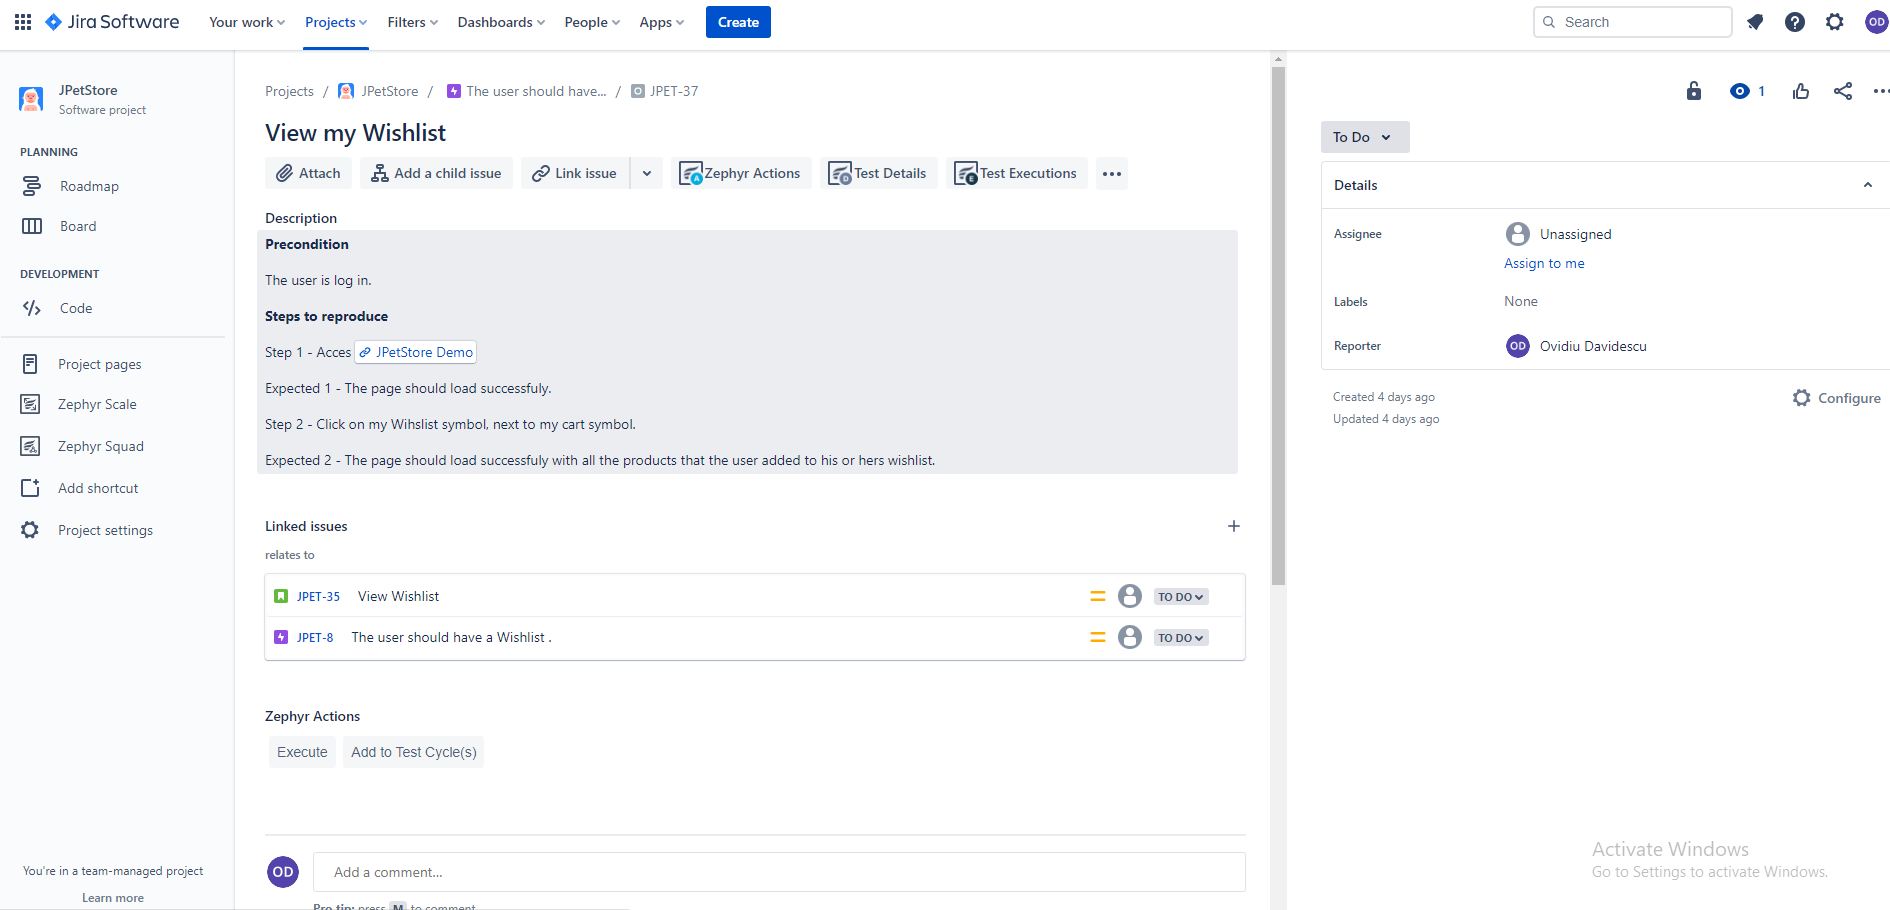 Jira Software Your work Projects Filters Dashboards People Apps Create Search OD
JPetStore
Software project
PLANNING
Roadmap
Board
DEVELOPMENT
Code
Project pages
Zephyr Scale
Zephyr Squad
Add shortcut
Project settings
You're in a team-managed project
Learn more
Projects / JPetStore / The user should have... / JPET-37
View my Wishlist
Attach Add a child issue Link issue Zephyr Actions Test Details Test Executions
Description
Precondition
The user is log in.
Steps to reproduce
Step 1 - Acces JPetStore Demo
Expected 1 - The page should load successfuly.
Step 2 - Click on my Wihslist symbol, next to my cart symbol.
Expected 2 - The page should load successfuly with all the products that the user added to his or hers wishlist.
Linked issues
relates to
JPET-35 View Wishlist TO DO
JPET-8 The user should have a Wishlist . TO DO
Zephyr Actions
Execute Add to Test Cycle(s)
OD Add a comment...
Pro tip: press M to comment
1
To Do
Details
Assignee Unassigned
Assign to me
Labels None
Reporter OD Ovidiu Davidescu
Created 4 days ago Configure
Updated 4 days ago
Activate Windows
Go to Settings to activate Windows.